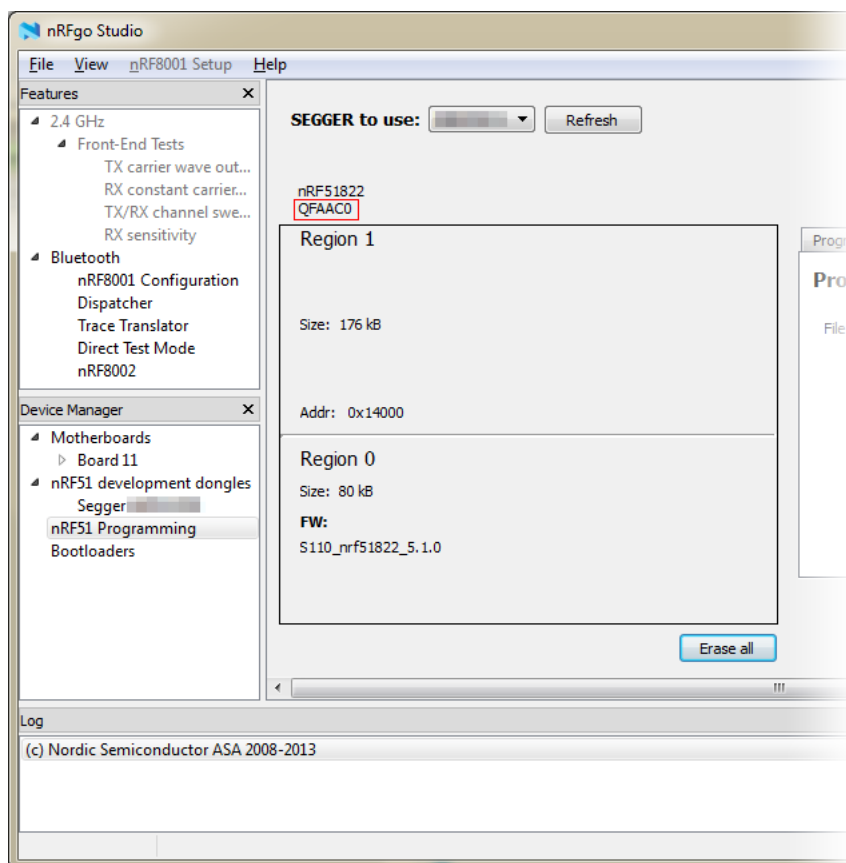 nRFgo Studio
File View nRF8001 Setup Help
Features
2.4 GHz
Front-End Tests
TX carrier wave out...
RX constant carrier...
TX/RX channel swe...
RX sensitivity
Bluetooth
nRF8001 Configuration
Dispatcher
Trace Translator
Direct Test Mode
nRF8002
Device Manager
Motherboards
Board 11
nRF51 development dongles
Segger
nRF51 Programming
Bootloaders
SEGGER to use:
Refresh
nRF51822
QFAAC0
Region 1
Size: 176 kB
Addr: 0x14000
Region 0
Size: 80 kB
FW:
S110_nrf51822_5.1.0
Erase all
File
Log
(c) Nordic Semiconductor ASA 2008-2013